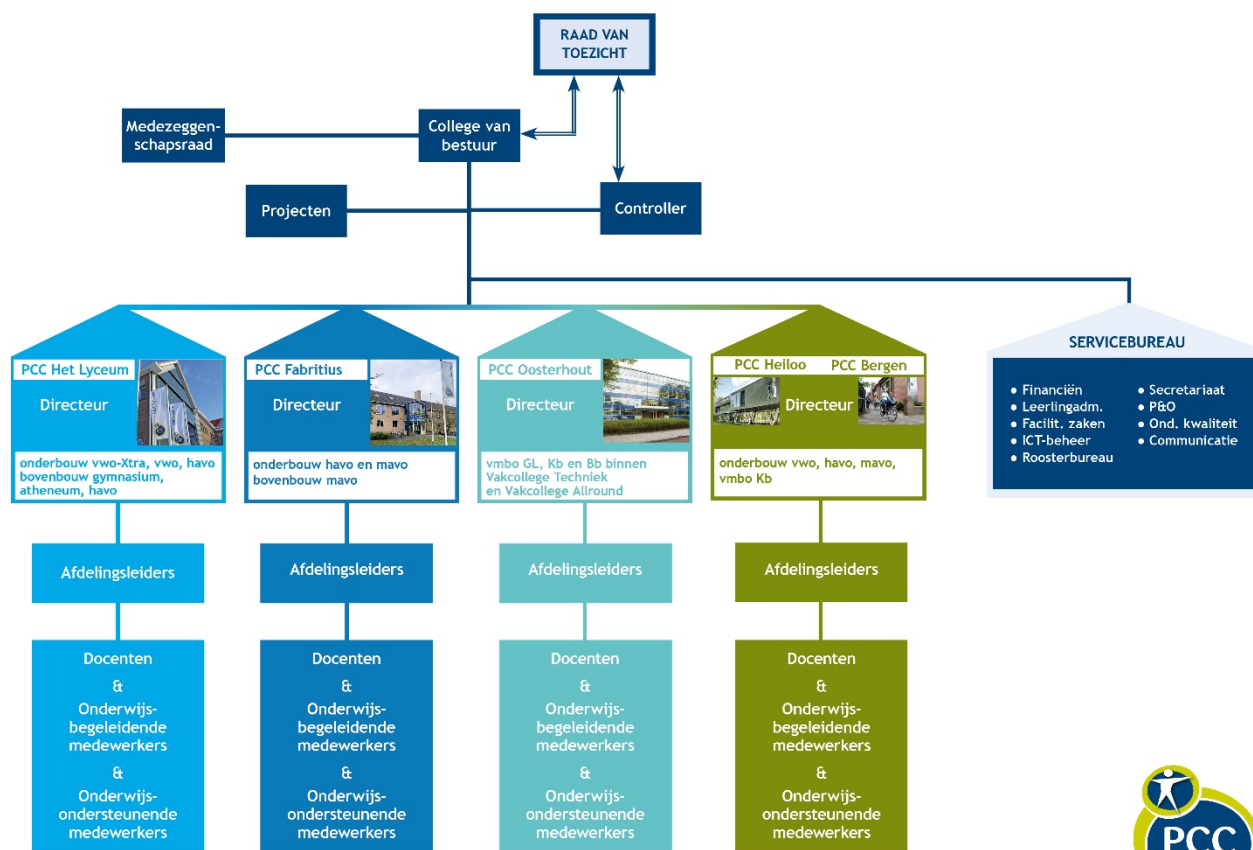 RAAD VAN
TOEZICHT
Medezeggen-
schapsraad
College van
bestuur
Projecten
Controller
PCC Het Lyceum
Directeur
onderbouw vwo-Xtra, vwo, havo
bovenbouw gymnasium,
atheneum, havo
Afdelingsleiders
Docenten
&
Onderwijs-
begeleidende
medewerkers
&
Onderwijs-
ondersteunende
medewerkers
PCC Fabritius
Directeur
onderbouw havo en mavo
bovenbouw mavo
Afdelingsleiders
Docenten
&
Onderwijs-
begeleidende
medewerkers
&
Onderwijs-
ondersteunende
medewerkers
PCC Oosterhout
Directeur
vmbo GL, Kb en Bb binnen
Vakcollege Techniek
en Vakcollege Allround
Afdelingsleiders
Docenten
&
Onderwijs-
begeleidende
medewerkers
&
Onderwijs-
ondersteunende
medewerkers
PCC Heiloo PCC Bergen
Directeur
onderbouw vwo, havo, mavo,
vmbo Kb
Afdelingsleiders
Docenten
&
Onderwijs-
begeleidende
medewerkers
&
Onderwijs-
ondersteunende
medewerkers
SERVICEBUREAU
• Financiën
• Leerlingadm.
• Facilit. zaken
• ICT-beheer
• Roosterbureau
• Secretariaat
• P&O
• Ond. kwaliteit
• Communicatie
PCC